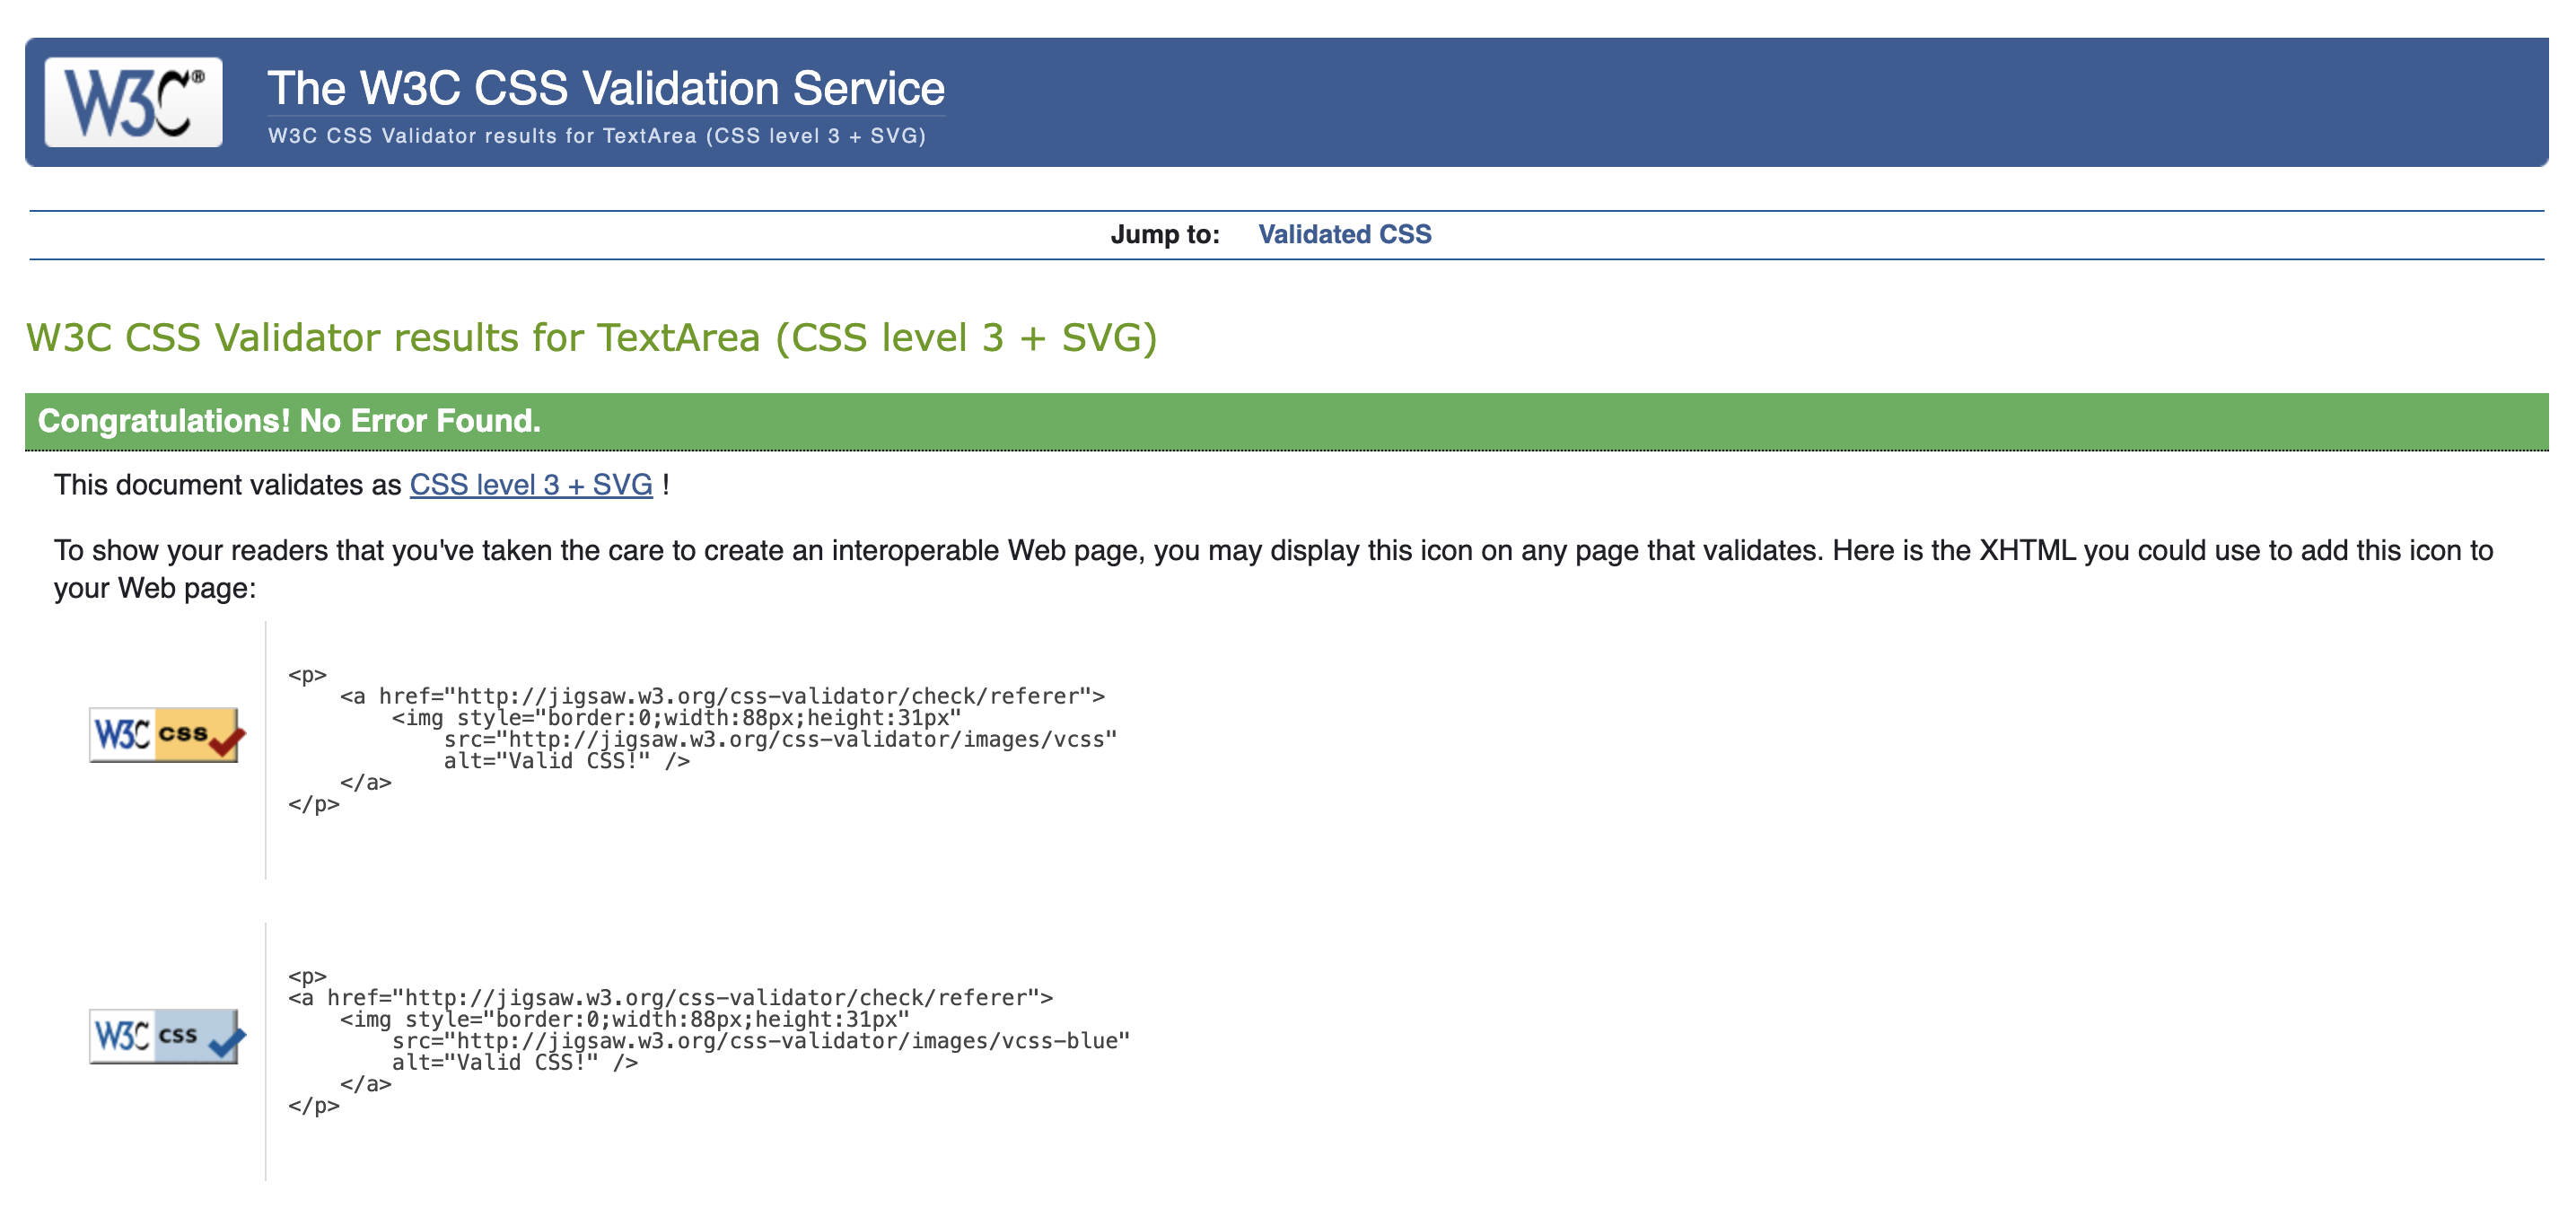 W3C®
The W3C CSS Validation Service
W3C CSS Validator results for TextArea (CSS level 3 + SVG)
Jump to: Validated CSS
W3C CSS Validator results for TextArea (CSS level 3 + SVG)
Congratulations! No Error Found.
This document validates as CSS level 3 + SVG !
To show your readers that you've taken the care to create an interoperable Web page, you may display this icon on any page that validates. Here is the XHTML you could use to add this icon to
your Web page:
W3C css
<p>
    <a href="http://jigsaw.w3.org/css-validator/check/referer">
        <img style="border:0;width:88px;height:31px"
            src="http://jigsaw.w3.org/css-validator/images/vcss"
            alt="Valid CSS!" />
    </a>
</p>
W3C css
<p>
<a href="http://jigsaw.w3.org/css-validator/check/referer">
    <img style="border:0;width:88px;height:31px"
        src="http://jigsaw.w3.org/css-validator/images/vcss-blue"
        alt="Valid CSS!" />
    </a>
</p>